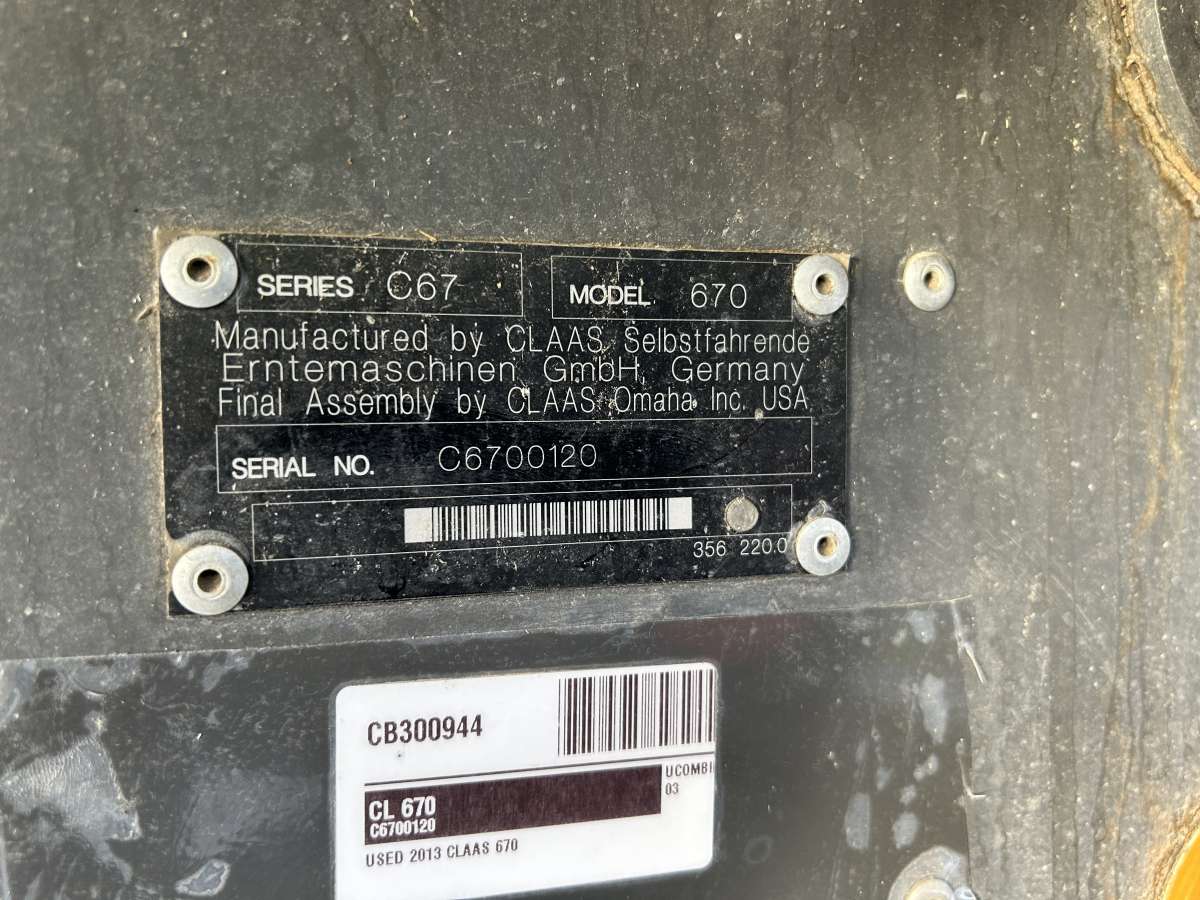 SERIES C67 MODEL 670
Manufactured by CLAAS Selbstfahrende
Erntemaschinen GmbH, Germany
Final Assembly by CLAAS Omaha Inc. USA
SERIAL NO. C6700120
356 220.0
CB300944
UCOMBI
03
CL 670
C6700120
USED 2013 CLAAS 670